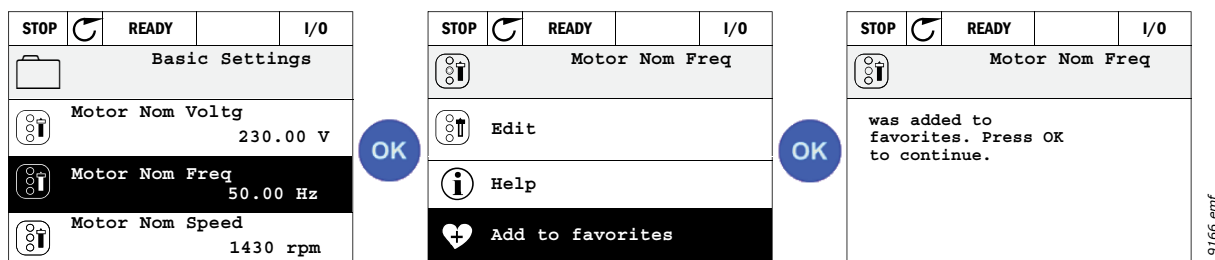 STOP READY I/O
Basic Settings
Motor Nom Voltg
230.00 V
Motor Nom Freq
50.00 Hz
Motor Nom Speed
1430 rpm
OK
STOP READY I/O
Motor Nom Freq
Edit
Help
Add to favorites
OK
STOP READY I/O
Motor Nom Freq
was added to
favorites. Press OK
to continue.
9166.emf